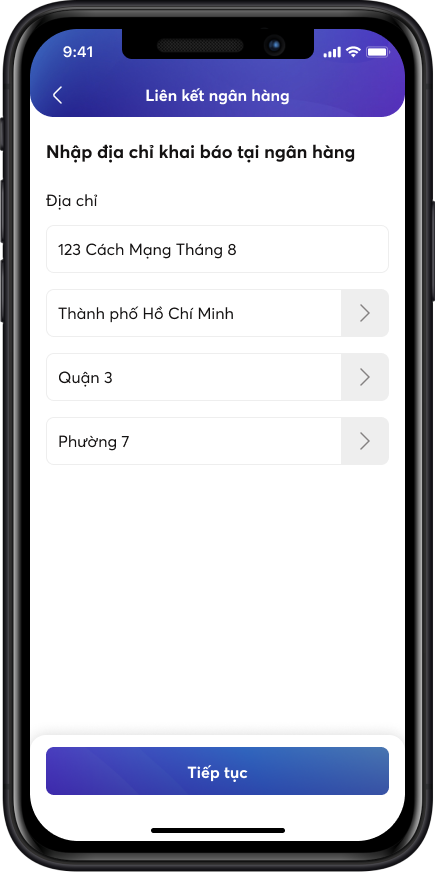 9:41
Liên kết ngân hàng
Nhập địa chỉ khai báo tại ngân hàng
Địa chỉ
123 Cách Mạng Tháng 8
Thành phố Hồ Chí Minh
Quận 3
Phường 7
Tiếp tục